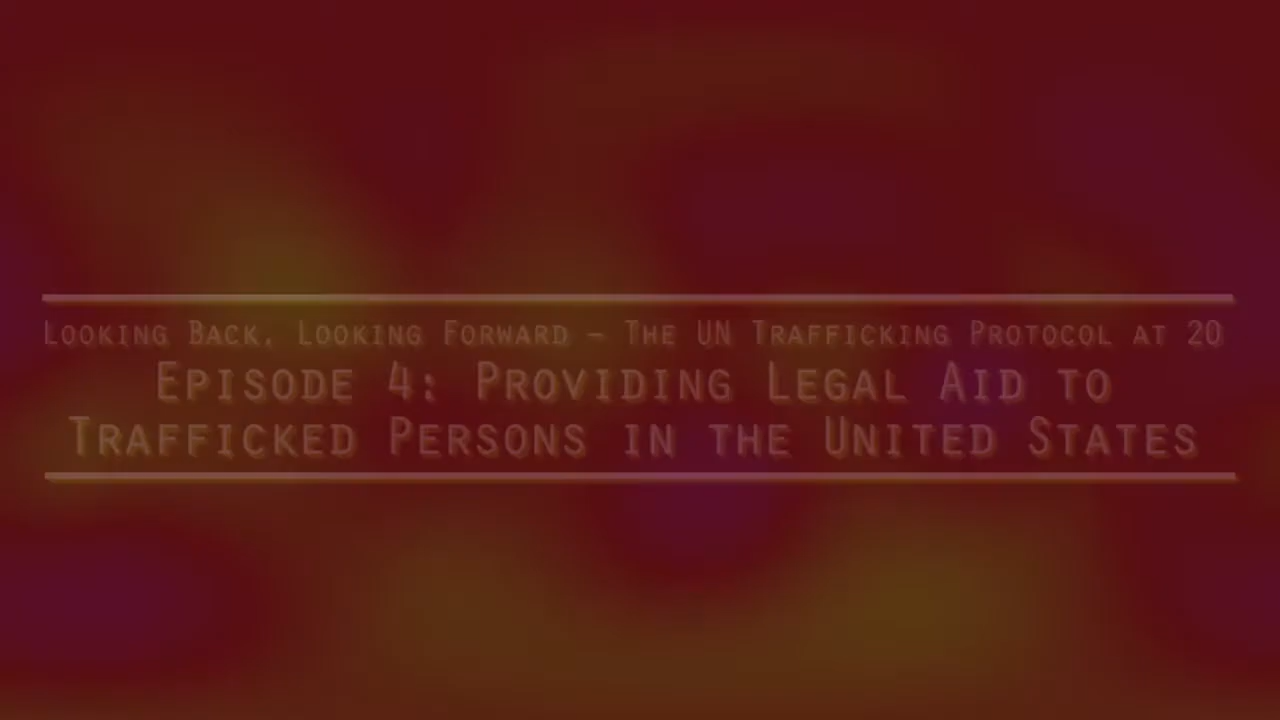 Looking Back, Looking Forward – The UN Trafficking Protocol at 20
Episode 4: Providing Legal Aid to
Trafficked Persons in the United States